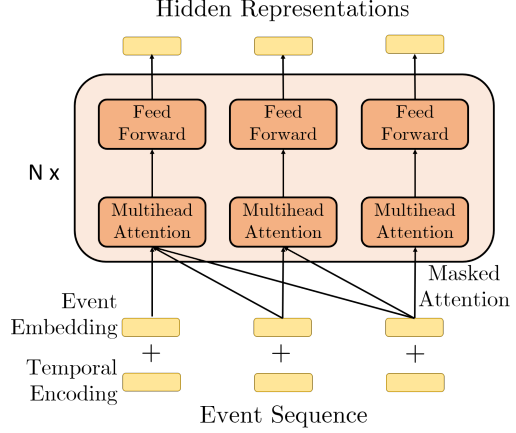 Hidden Representations
Feed
Forward
Feed
Forward
Feed
Forward
N x
Multihead
Attention
Multihead
Attention
Multihead
Attention
Masked
Attention
Event
Embedding
+
+
+
Temporal
Encoding
Event Sequence